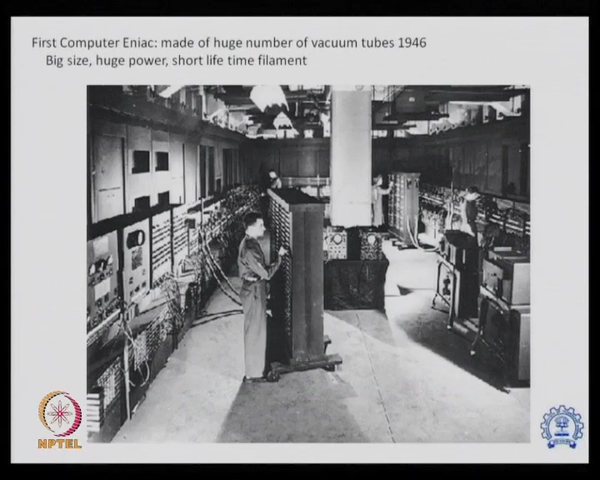 First Computer Eniac: made of huge number of vacuum tubes 1946
Big size, huge power, short life time filament
NPTEL